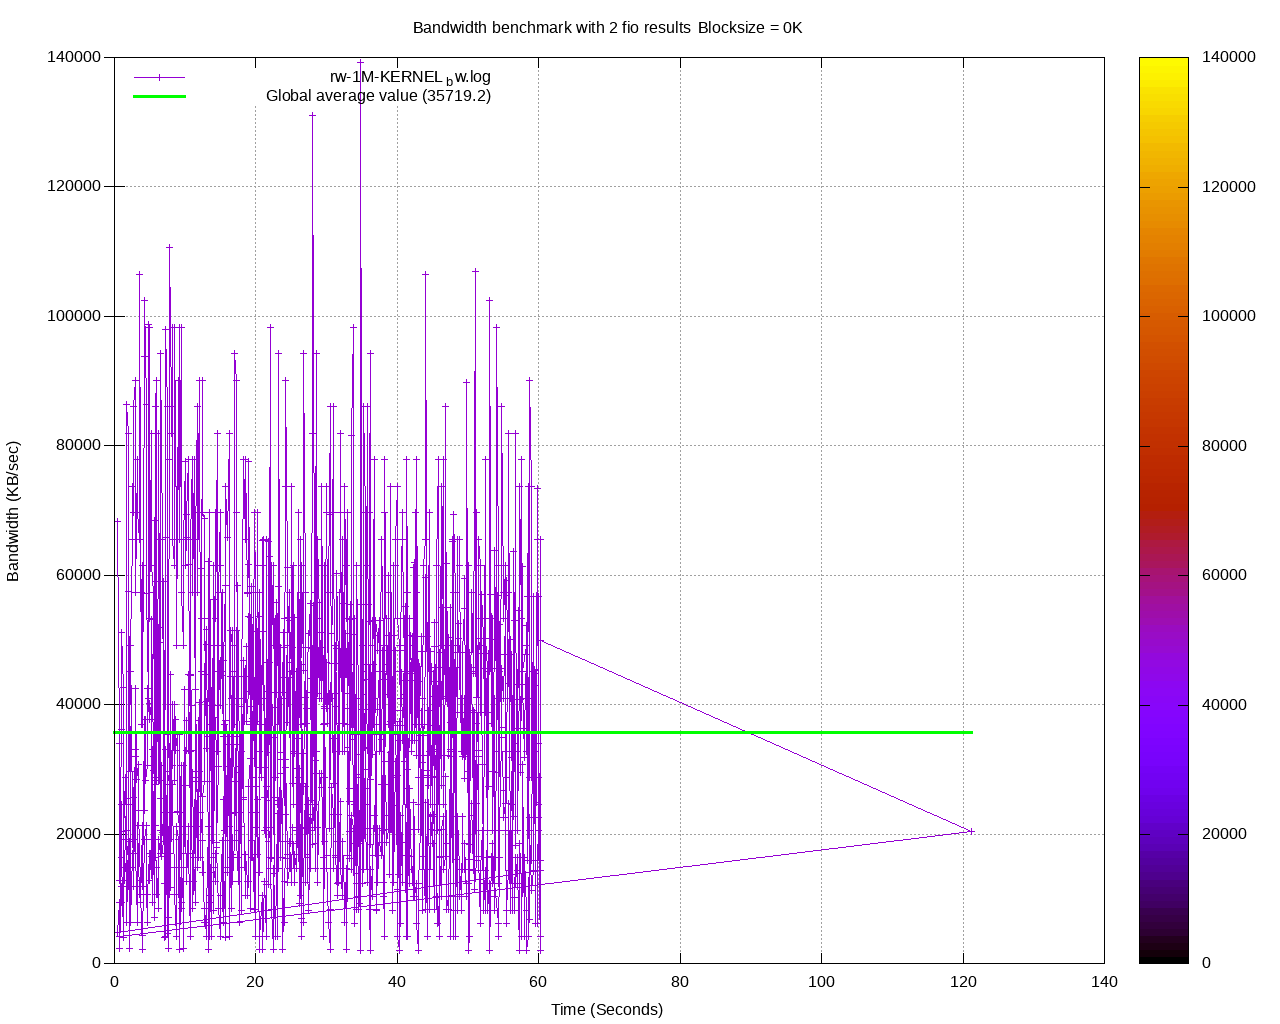 Bandwidth benchmark with 2 fio results Blocksize = 0K
rw-1M-KERNEL_bw.log
Global average value (35719.2)
140000
120000
100000
80000
60000
40000
20000
0
Bandwidth (KB/sec)
0 20 40 60 80 100 120 140
Time (Seconds)
140000
120000
100000
80000
60000
40000
20000
0